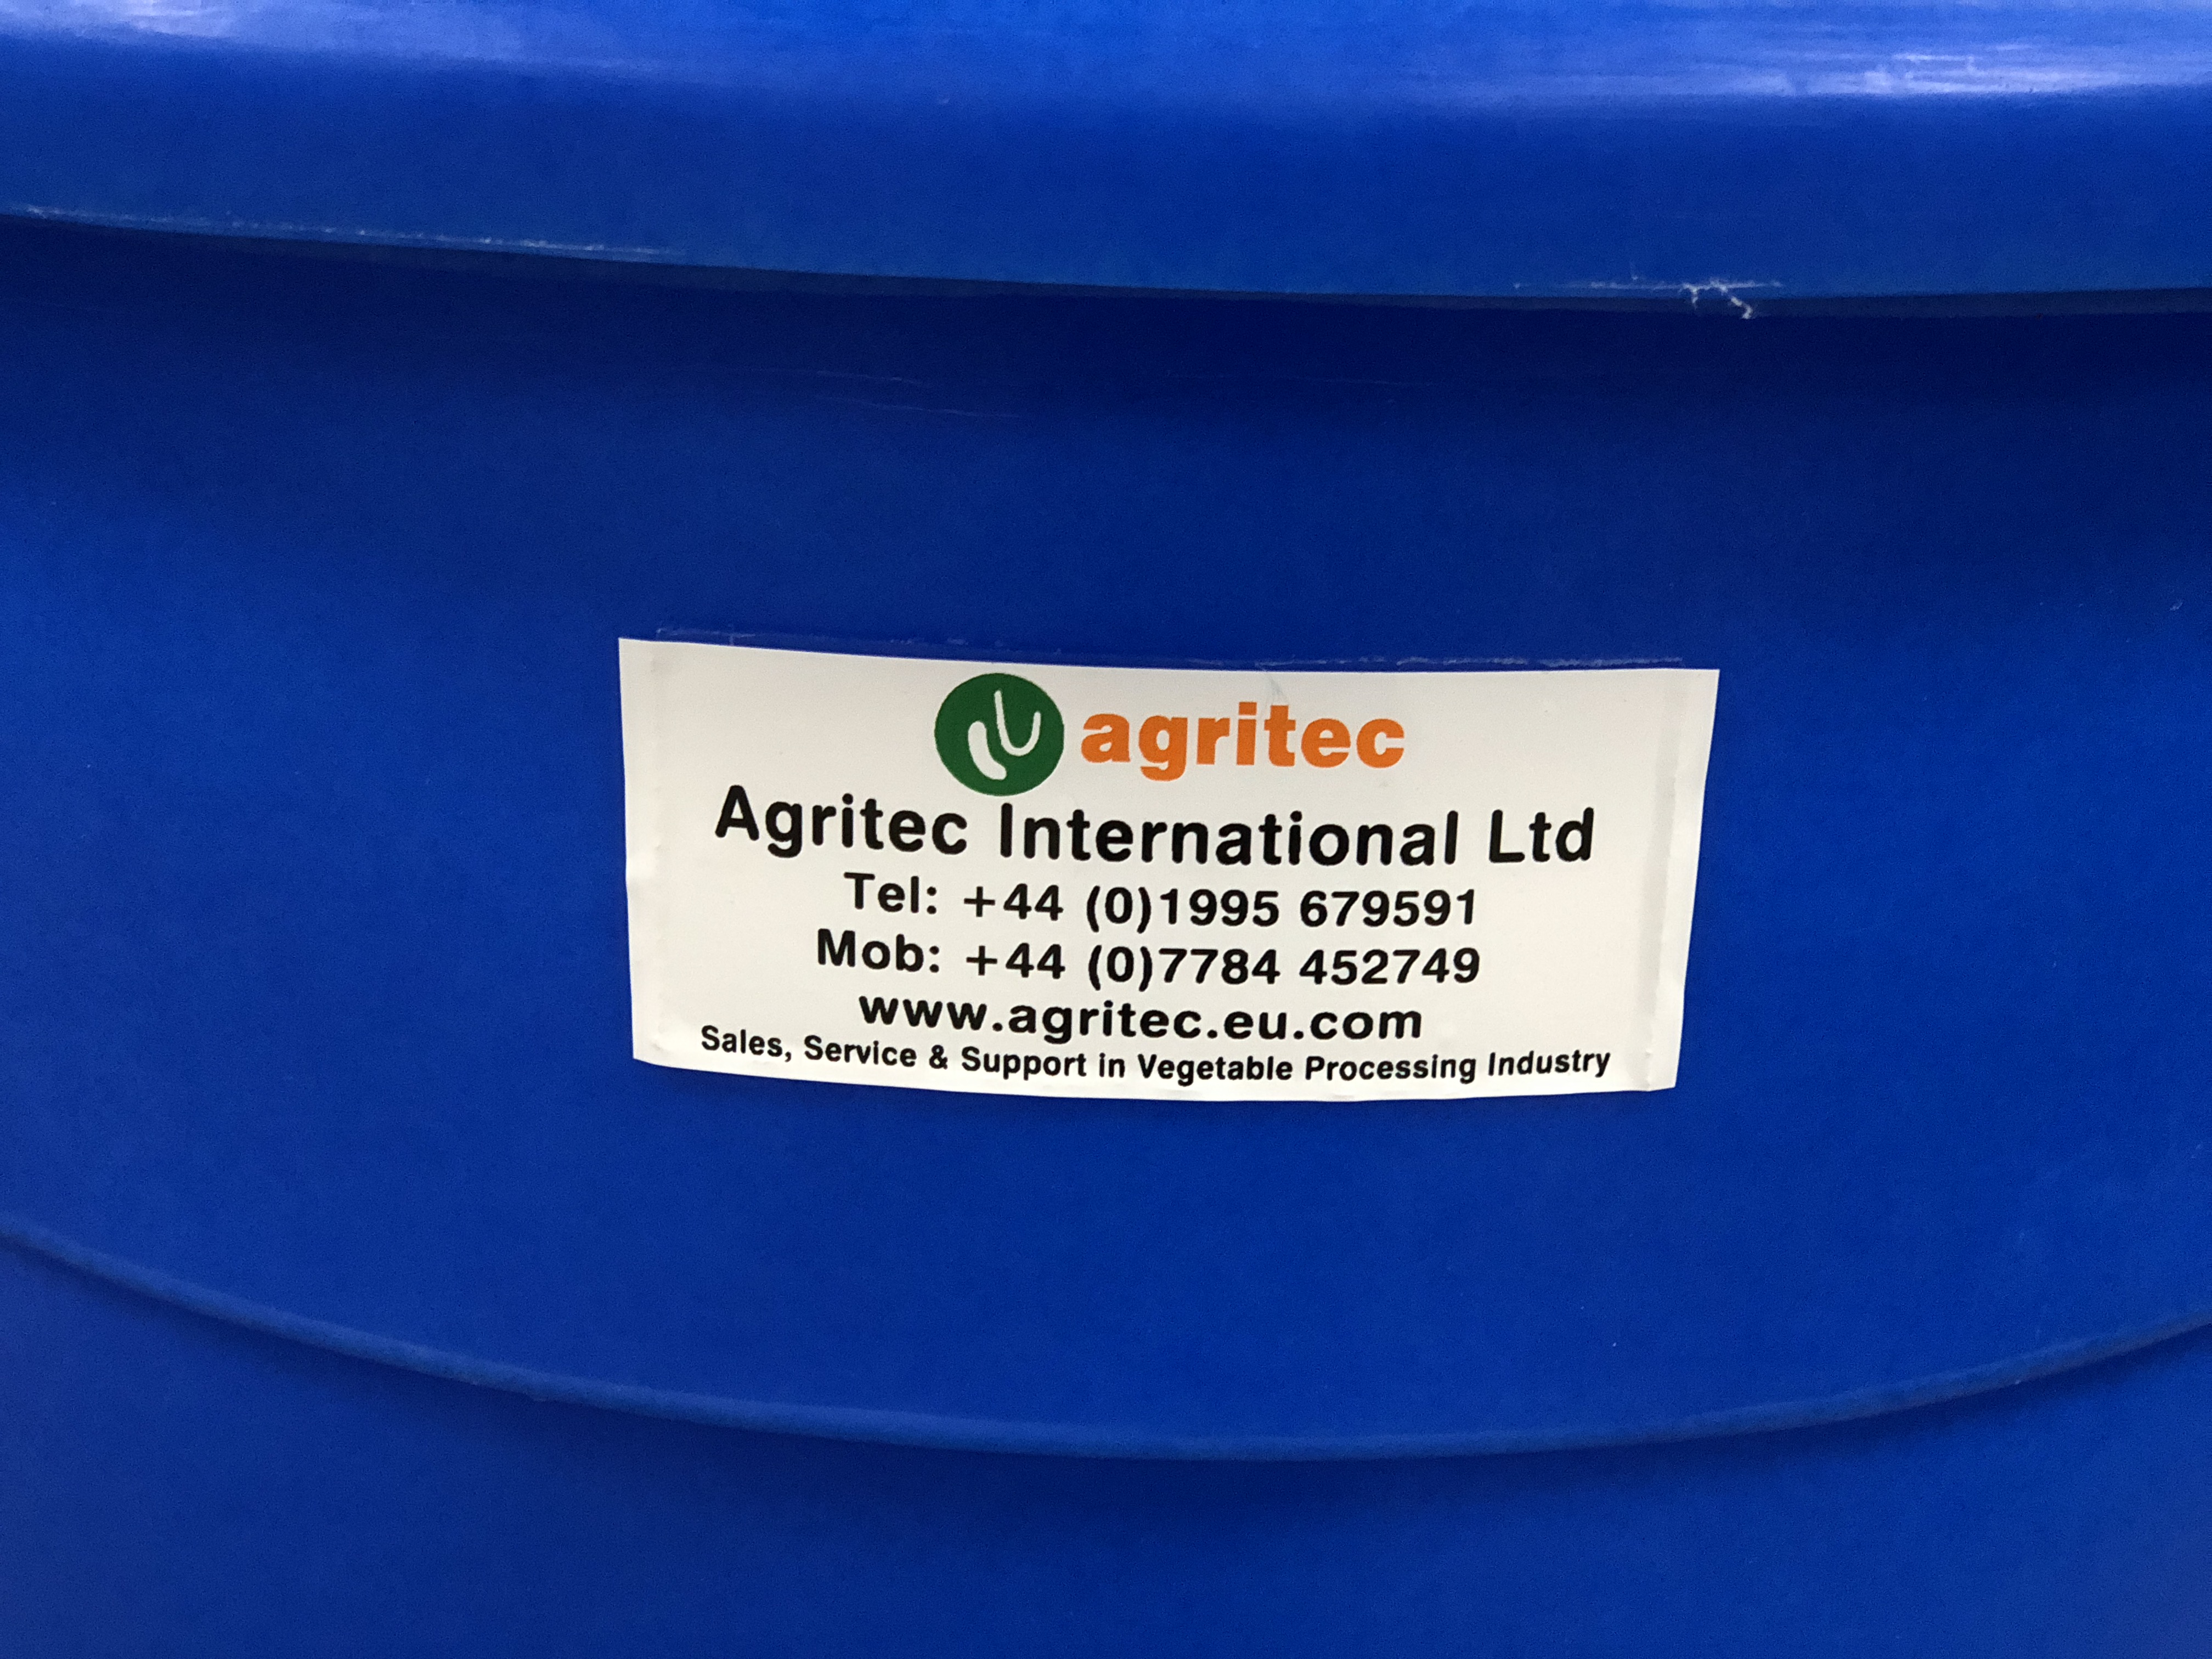 agritec
Agritec International Ltd
Tel: +44 (0)1995 679591
Mob: +44 (0)7784 452749
www.agritec.eu.com
Sales, Service & Support in Vegetable Processing Industry